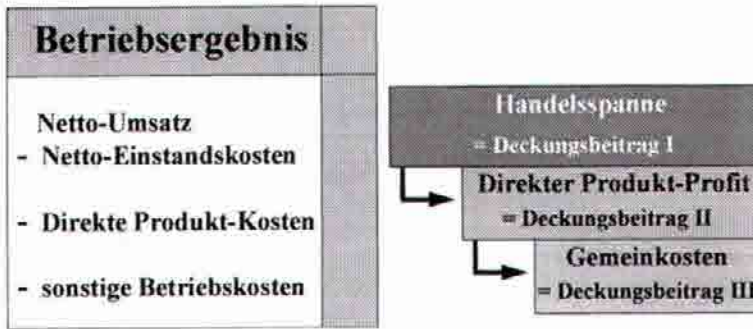 Betriebsergebnis
Netto-Umsatz
- Netto-Einstandskosten
- Direkte Produkt-Kosten
- sonstige Betriebskosten
Handelsspanne
= Deckungsbeitrag I
Direkter Produkt-Profit
= Deckungsbeitrag II
Gemeinkosten
= Deckungsbeitrag III